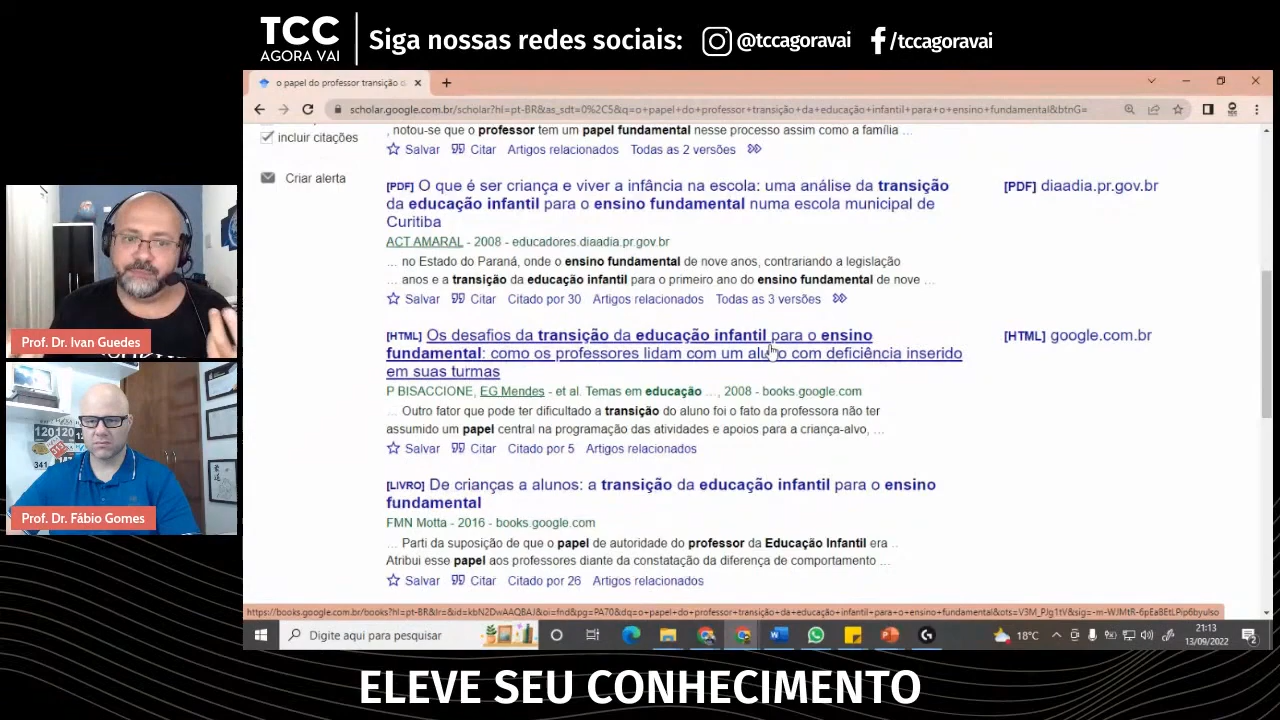 TCC
AGORA VAI
Siga nossas redes sociais:
@tccagoravai
/tccagoravai
o papel do professor transição d
scholar.google.com.br/scholar?hl=pt-BR&as_sdt=0%2C5&q=o+papel+do+professor+transição+da+educação+infantil+para+o+ensino+fundamental&btnG=
incluir citações
Criar alerta
, notou-se que o professor tem um papel fundamental nesse processo assim como a família ...
Salvar Citar Artigos relacionados Todas as 2 versões
[PDF] O que é ser criança e viver a infância na escola: uma análise da transição
da educação infantil para o ensino fundamental numa escola municipal de
Curitiba
[PDF] diaadia.pr.gov.br
ACT AMARAL - 2008 - educadores.diaadia.pr.gov.br
... no Estado do Paraná, onde o ensino fundamental de nove anos, contrariando a legislação
... anos e a transição da educação infantil para o primeiro ano do ensino fundamental de nove ...
Salvar Citar Citado por 30 Artigos relacionados Todas as 3 versões
[HTML] Os desafios da transição da educação infantil para o ensino
fundamental: como os professores lidam com um aluno com deficiência inserido
em suas turmas
[HTML] google.com.br
P BISACCIONE, EG Mendes - et al. Temas em educação ..., 2008 - books.google.com
... Outro fator que pode ter dificultado a transição do aluno foi o fato da professora não ter
assumido um papel central na programação das atividades e apoios para a criança-alvo, ...
Salvar Citar Citado por 5 Artigos relacionados
[LIVRO] De crianças a alunos: a transição da educação infantil para o ensino
fundamental
FMN Motta - 2016 - books.google.com
... Parti da suposição de que o papel de autoridade do professor da Educação Infantil era ..
Atribui esse papel aos professores diante da constatação da diferença de comportamento ...
Salvar Citar Citado por 26 Artigos relacionados
Prof. Dr. Ivan Guedes
120120
341
Prof. Dr. Fábio Gomes
Digite aqui para pesquisar
18°C
21:13
13/09/2022
ELEVE SEU CONHECIMENTO